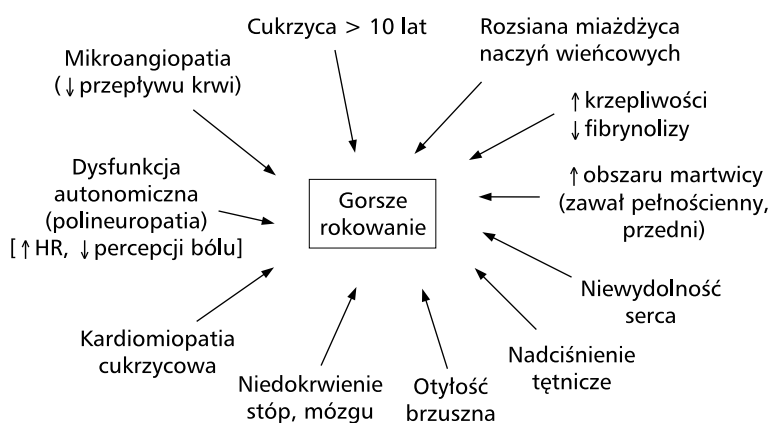 Cukrzyca > 10 lat
Rozsiana miażdżyca
naczyń wieńcowych
↑ krzepliwości
↓ fibrynolizy
↑ obszaru martwicy
(zawał pełnościenny,
przedni)
Niewydolność
serca
Nadciśnienie
tętnicze
Otyłość
brzuszna
Niedokrwienie
stóp, mózgu
Kardiomiopatia
cukrzycowa
Dysfunkcja
autonomiczna
(polineuropatia)
[↑HR, ↓percepcji bólu]
Mikroangiopatia
(↓przepływu krwi)
Gorsze
rokowanie